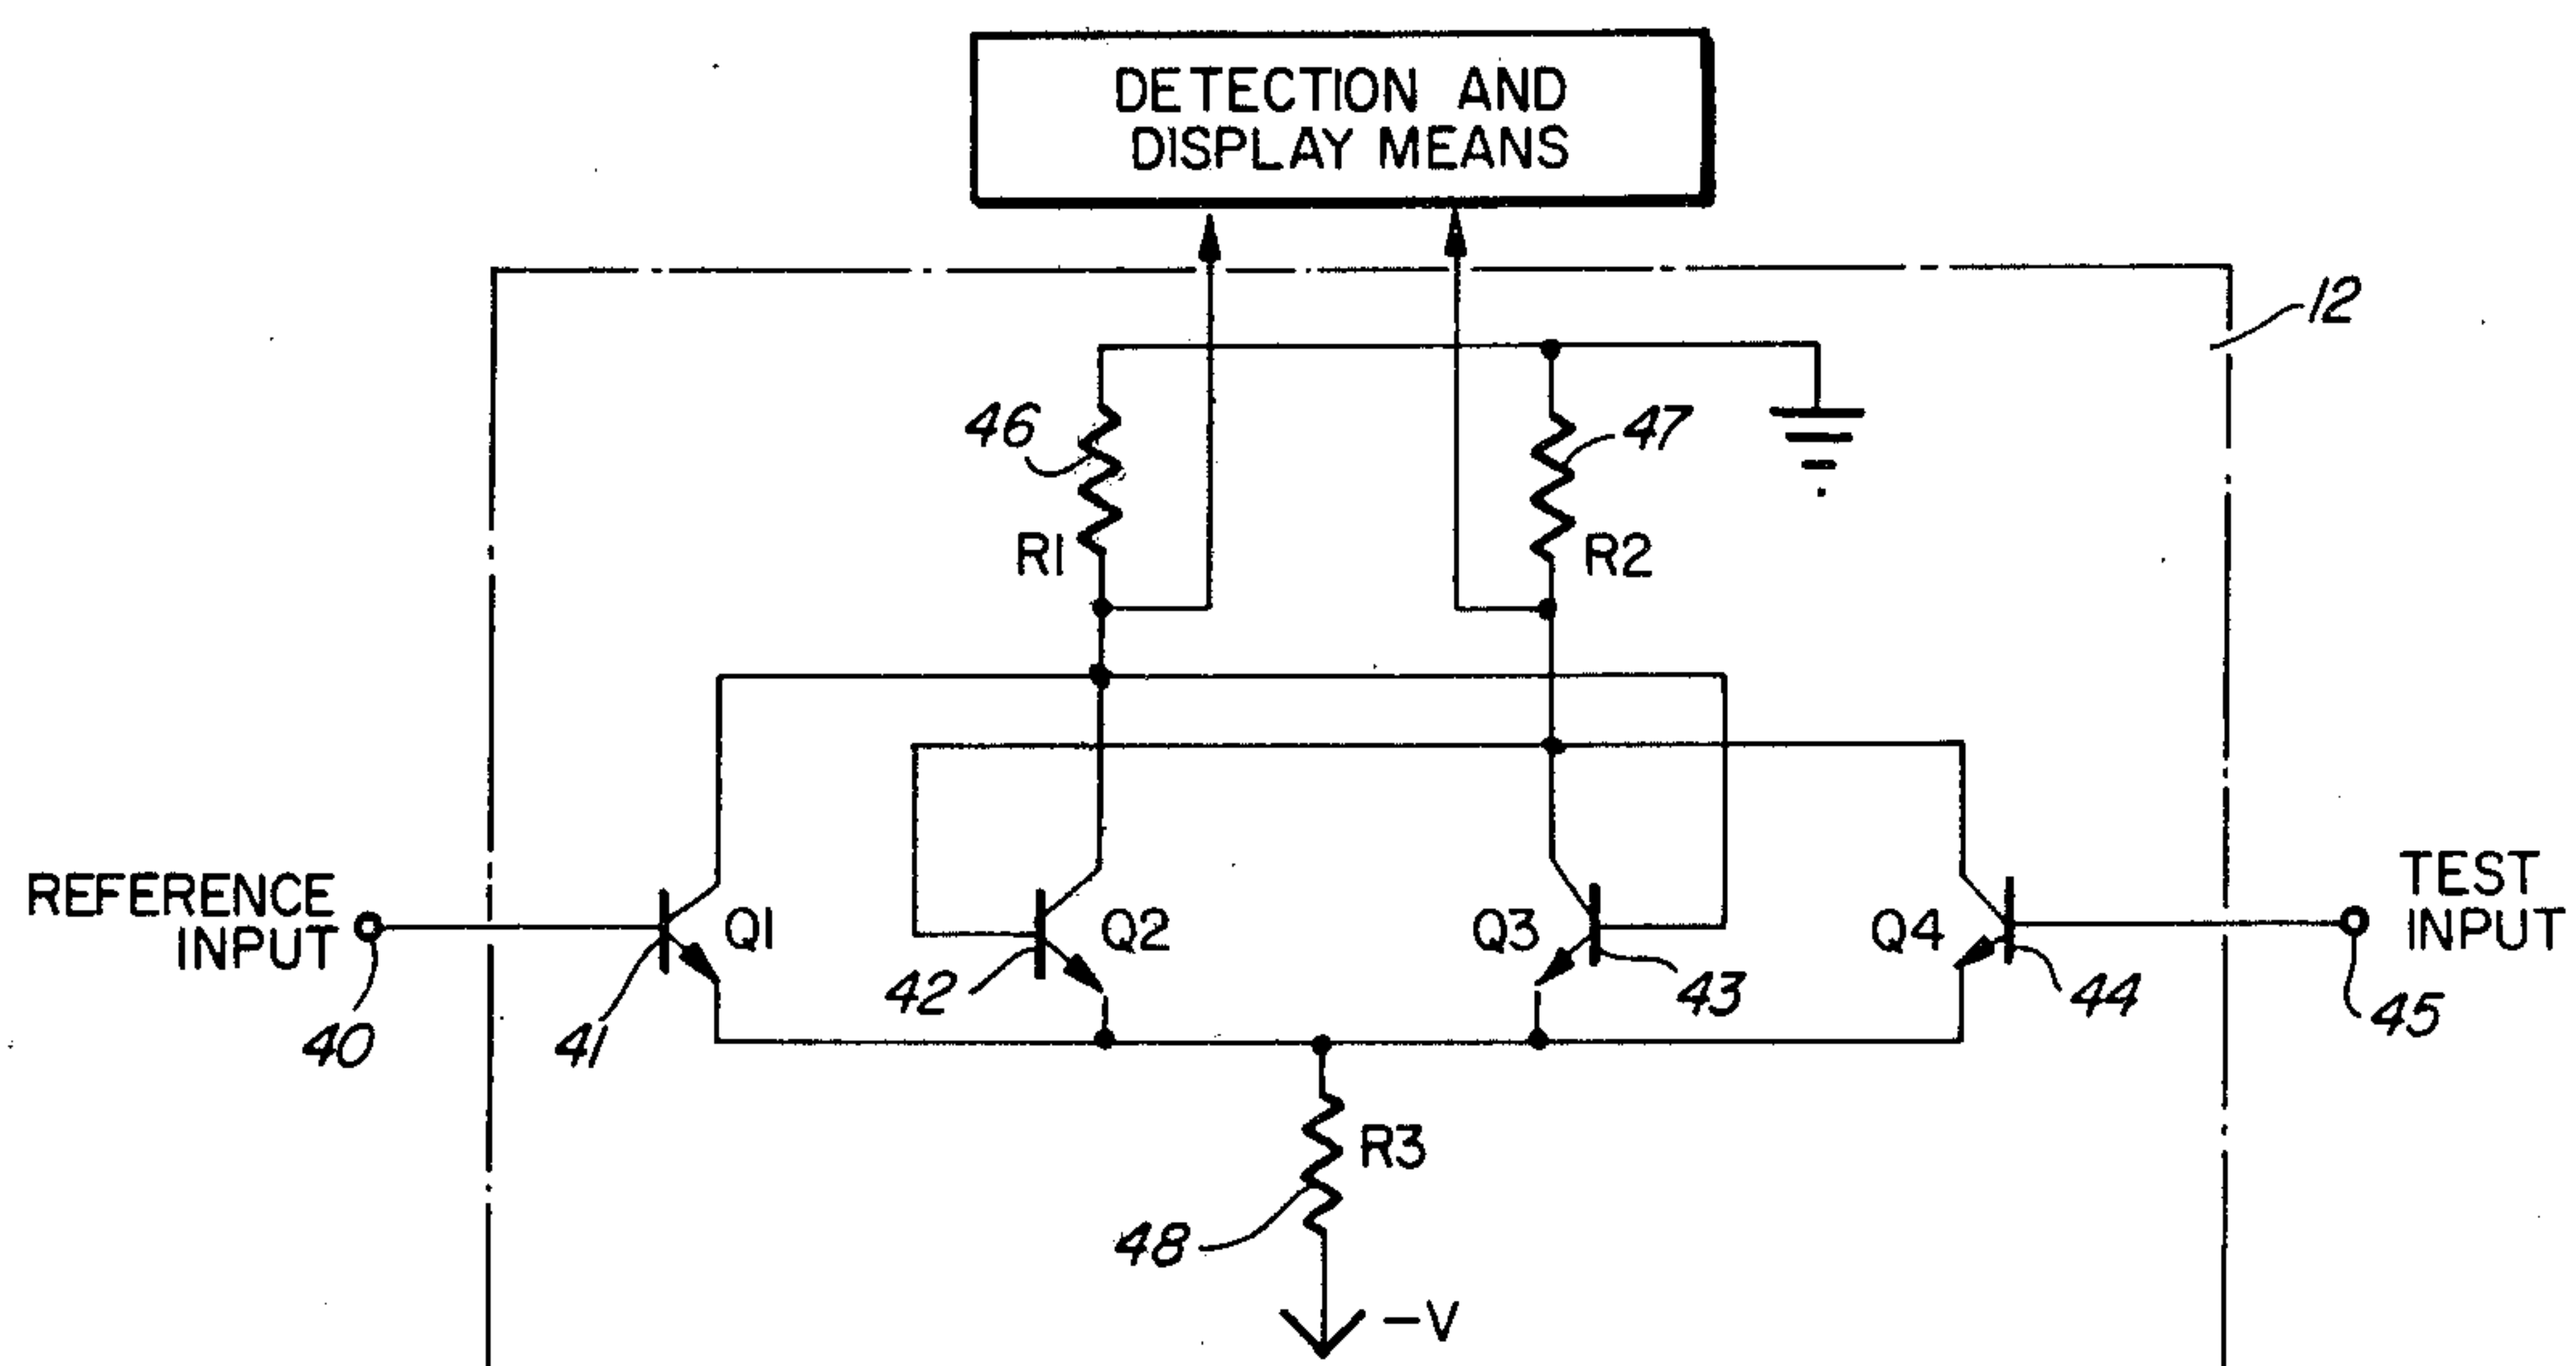 DETECTION AND
DISPLAY MEANS
12
46
47
R1
R2
REFERENCE
INPUT
TEST
INPUT
Q1
Q2
Q3
Q4
40
41
42
43
44
45
R3
48
-V